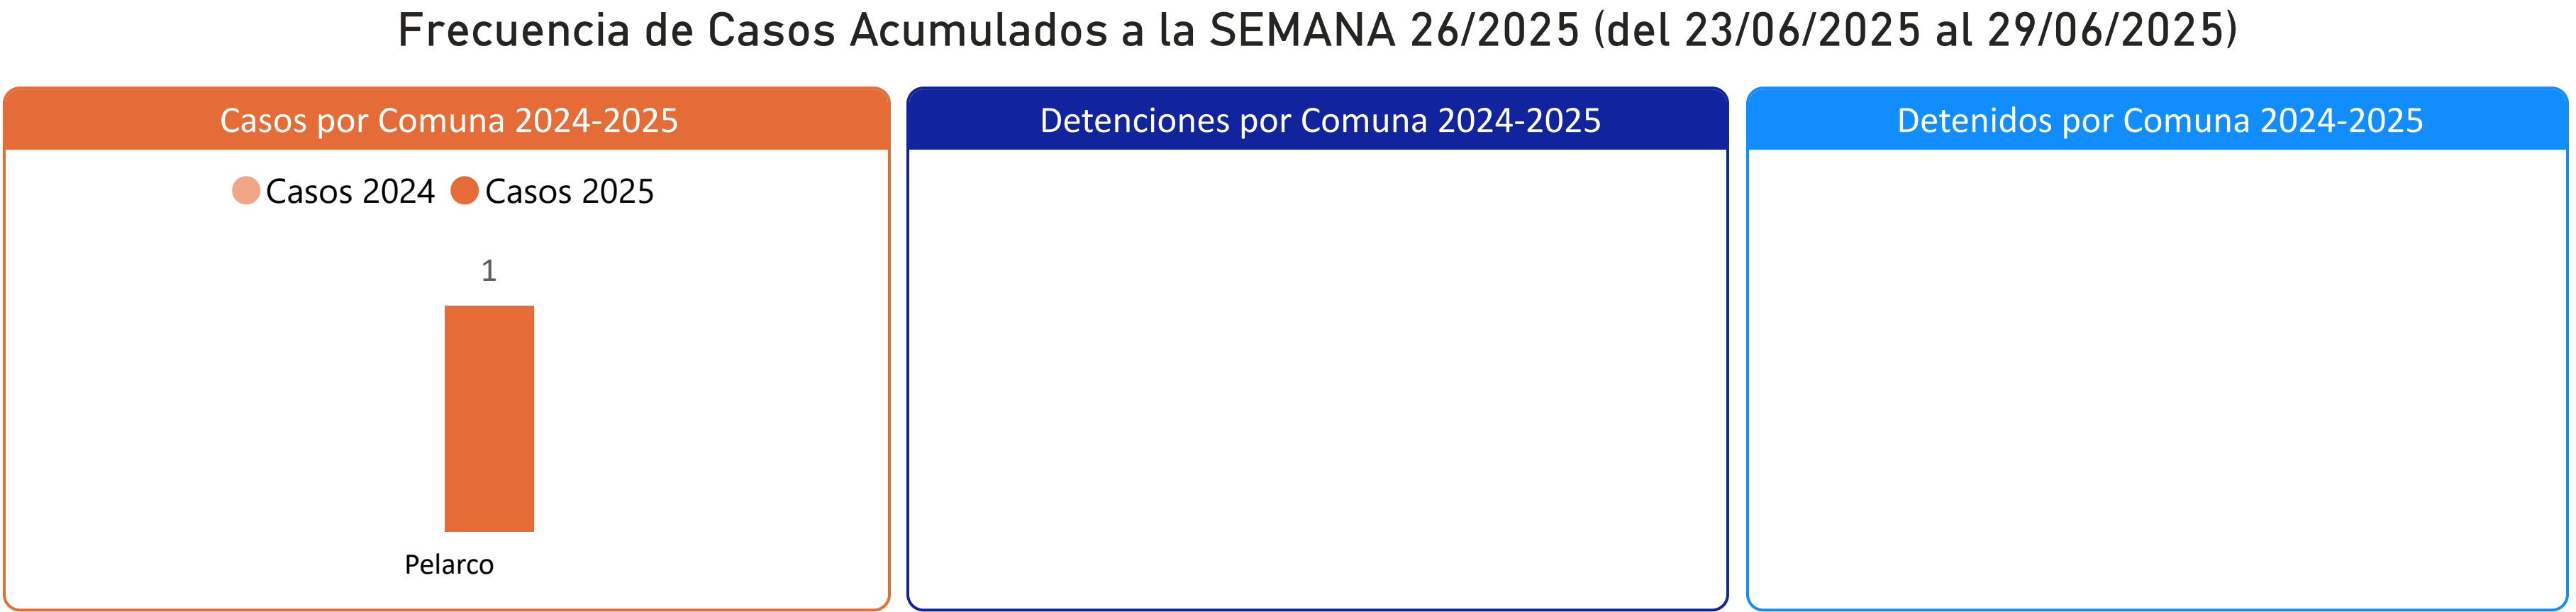 Frecuencia de Casos Acumulados a la SEMANA 26/2025 (del 23/06/2025 al 29/06/2025)
Casos por Comuna 2024-2025
Casos 2024 Casos 2025
1
Pelarco
Detenciones por Comuna 2024-2025
Detenidos por Comuna 2024-2025